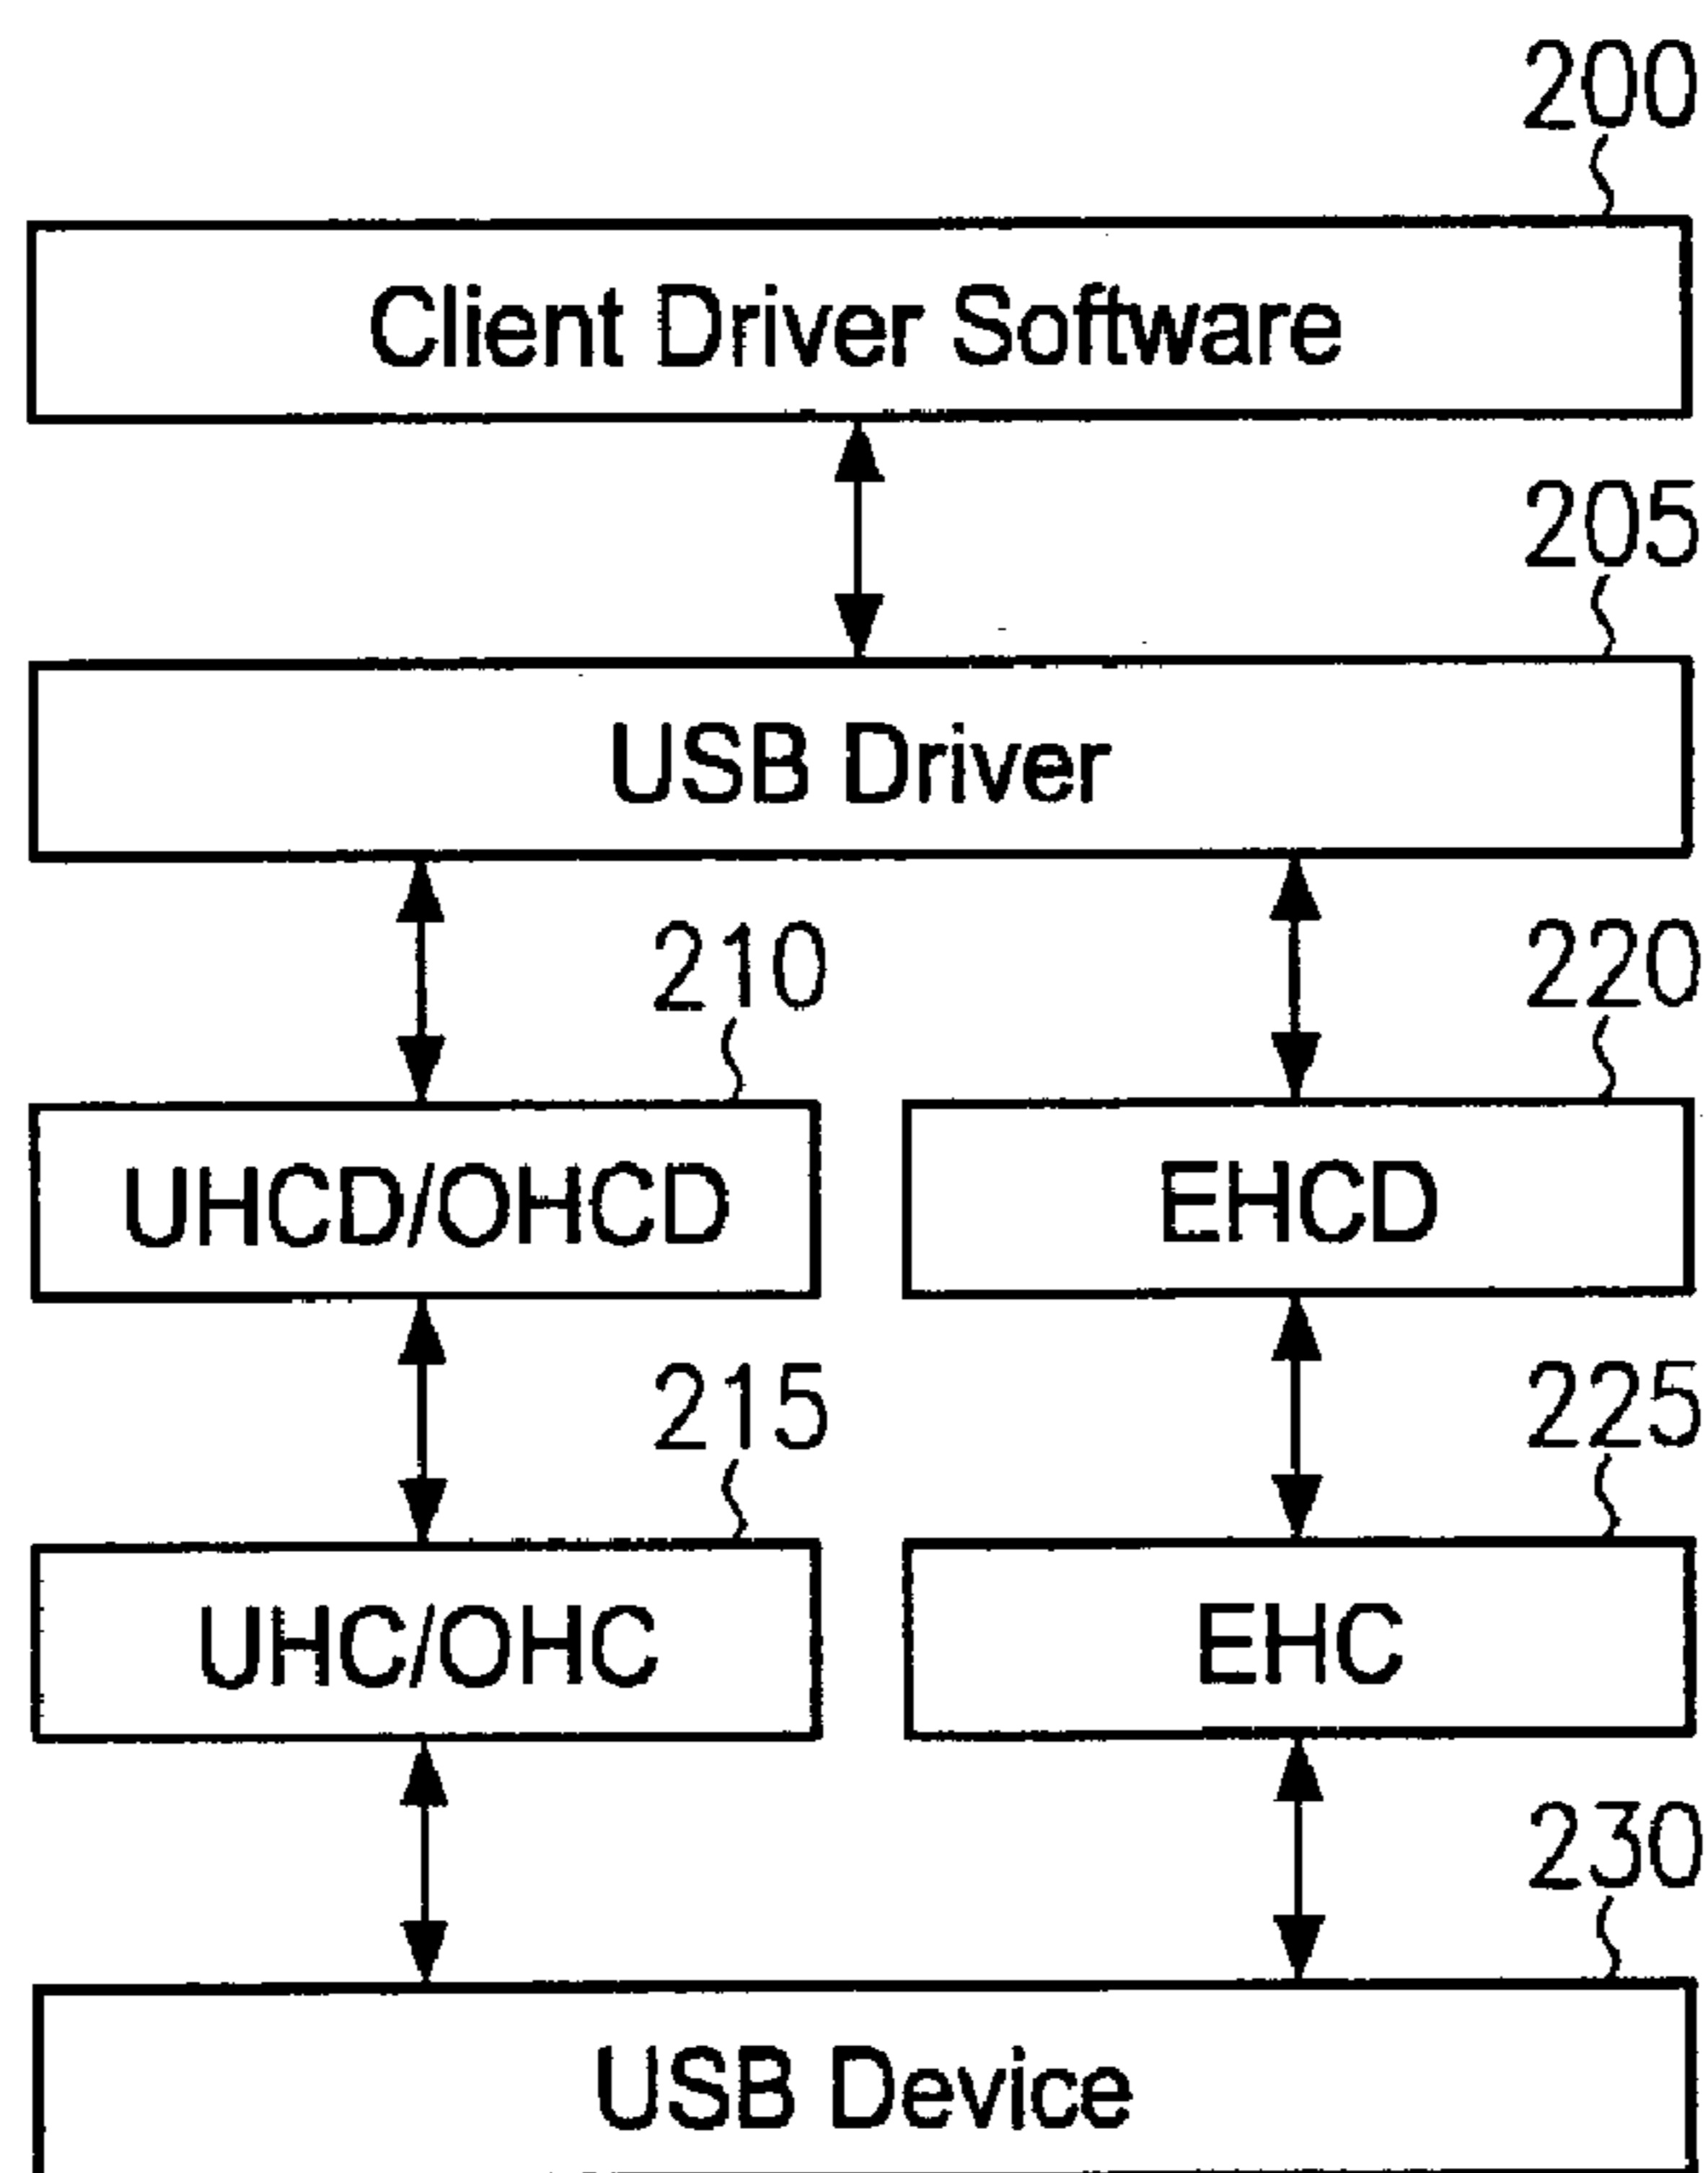 200
Client Driver Software
205
USB Driver
210
220
UHCD/OHCD
EHCD
215
225
UHC/OHC
EHC
230
USB Device